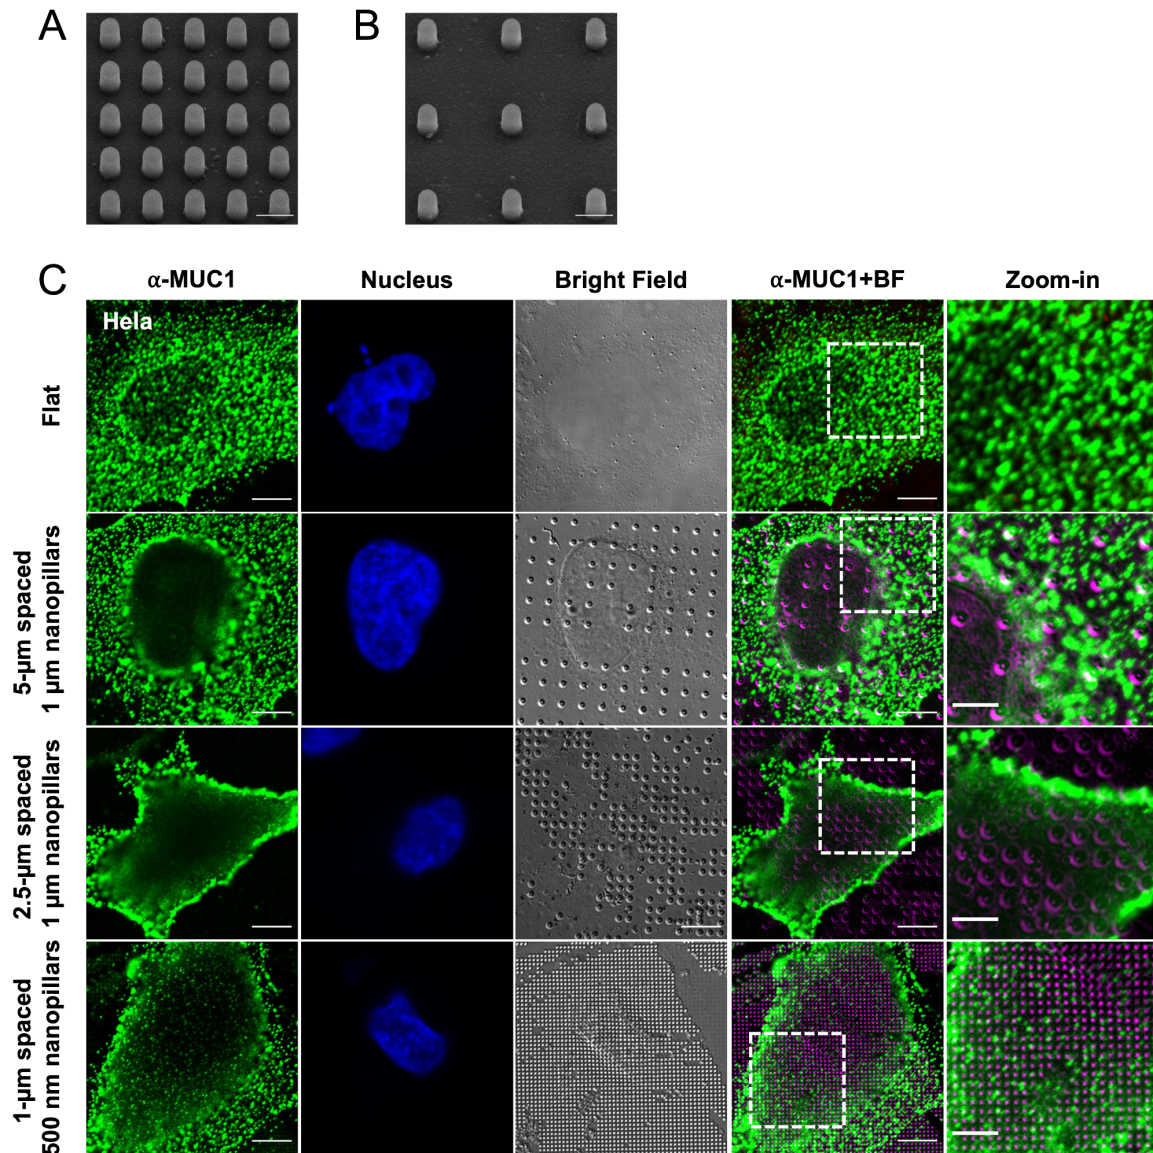 A
B
C
α-MUC1
Nucleus
Bright Field
α-MUC1+BF
Zoom-in
Hela
Flat
5-μm spaced
1 μm nanopillars
2.5-μm spaced
1 μm nanopillars
1-μm spaced
500 nm nanopillars